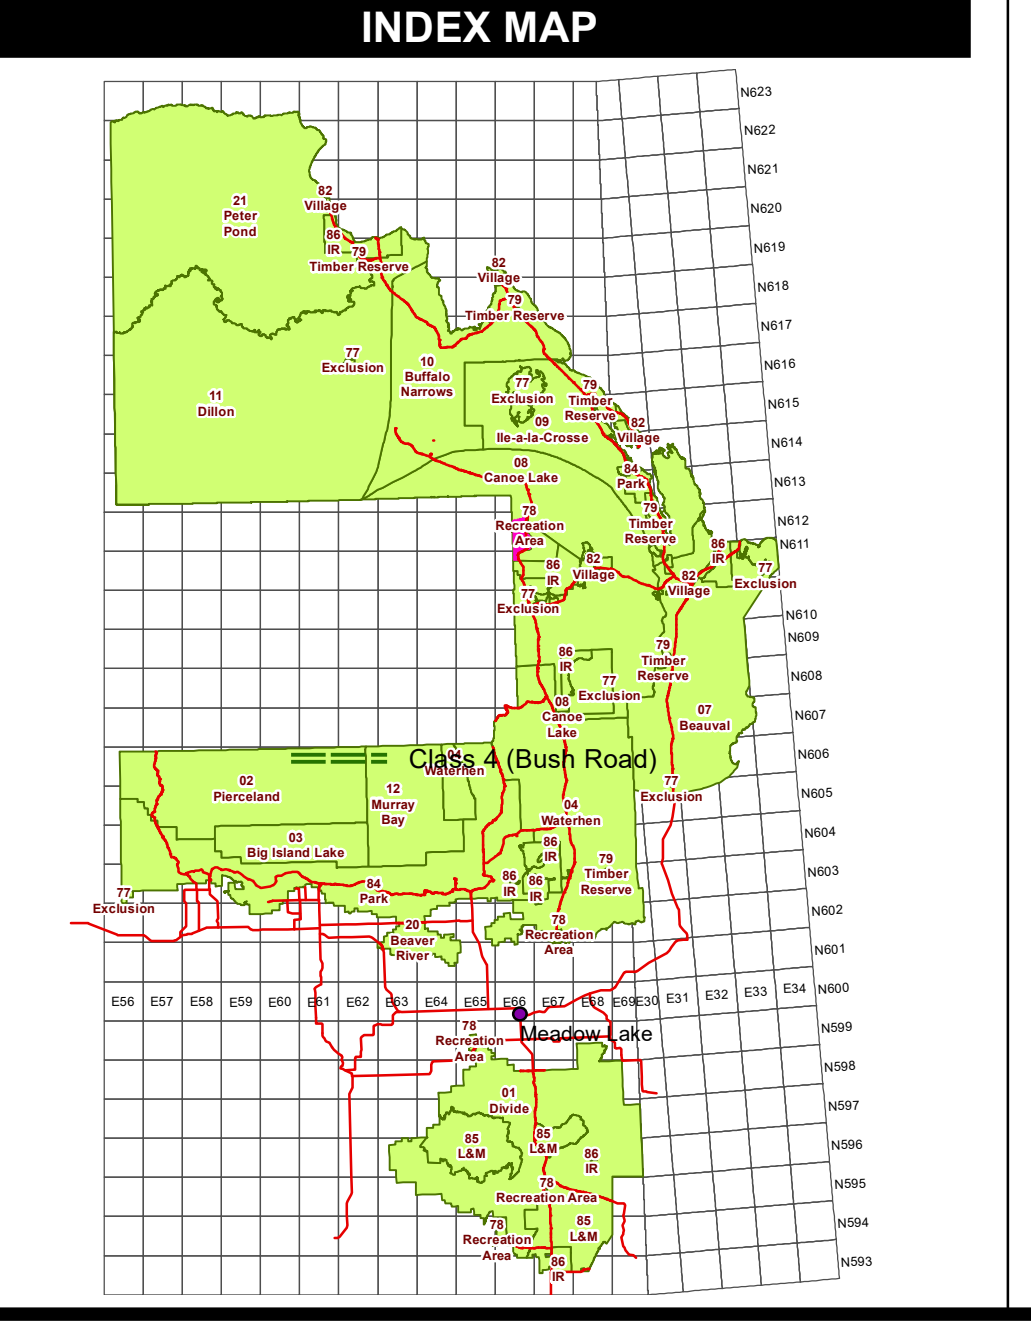 INDEX MAP
N623
N622
N621
N620
N619
N618
N617
N616
N615
N614
N613
N612
N611
N610
N609
N608
N607
N606
N605
N604
N603
N602
N601
N600
N599
N598
N597
N596
N595
N594
N593
21
Peter
Pond
82
Village
86
IR
79
Timber Reserve
82
Village
79
Timber Reserve
77
Exclusion
10
Buffalo
Narrows
11
Dillon
77
Exclusion
79
Timber
Reserve
09
Ile-a-la-Crosse
82
Village
08
Canoe Lake
84
Park
78
Recreation
Area
79
Timber
Reserve
86
IR
82
Village
86
IR
77
Exclusion
82
Village
77
Exclusion
86
IR
79
Timber
Reserve
77
Exclusion
08
Canoe
Lake
07
Beauval
04
Waterhen
Class 4 (Bush Road)
02
Pierceland
12
Murray
Bay
77
Exclusion
04
Waterhen
03
Big Island Lake
86
IR
79
Timber
Reserve
86
IR
86
IR
84
Park
77
Exclusion
20
Beaver
River
78
Recreation
Area
E56 E57 E58 E59 E60 E61 E62 E63 E64 E65 E66 E67 E68 E69 E30 E31 E32 E33 E34
Meadow Lake
78
Recreation
Area
01
Divide
85
L&M
85
L&M
86
IR
78
Recreation Area
78
Recreation
Area
85
L&M
86
IR